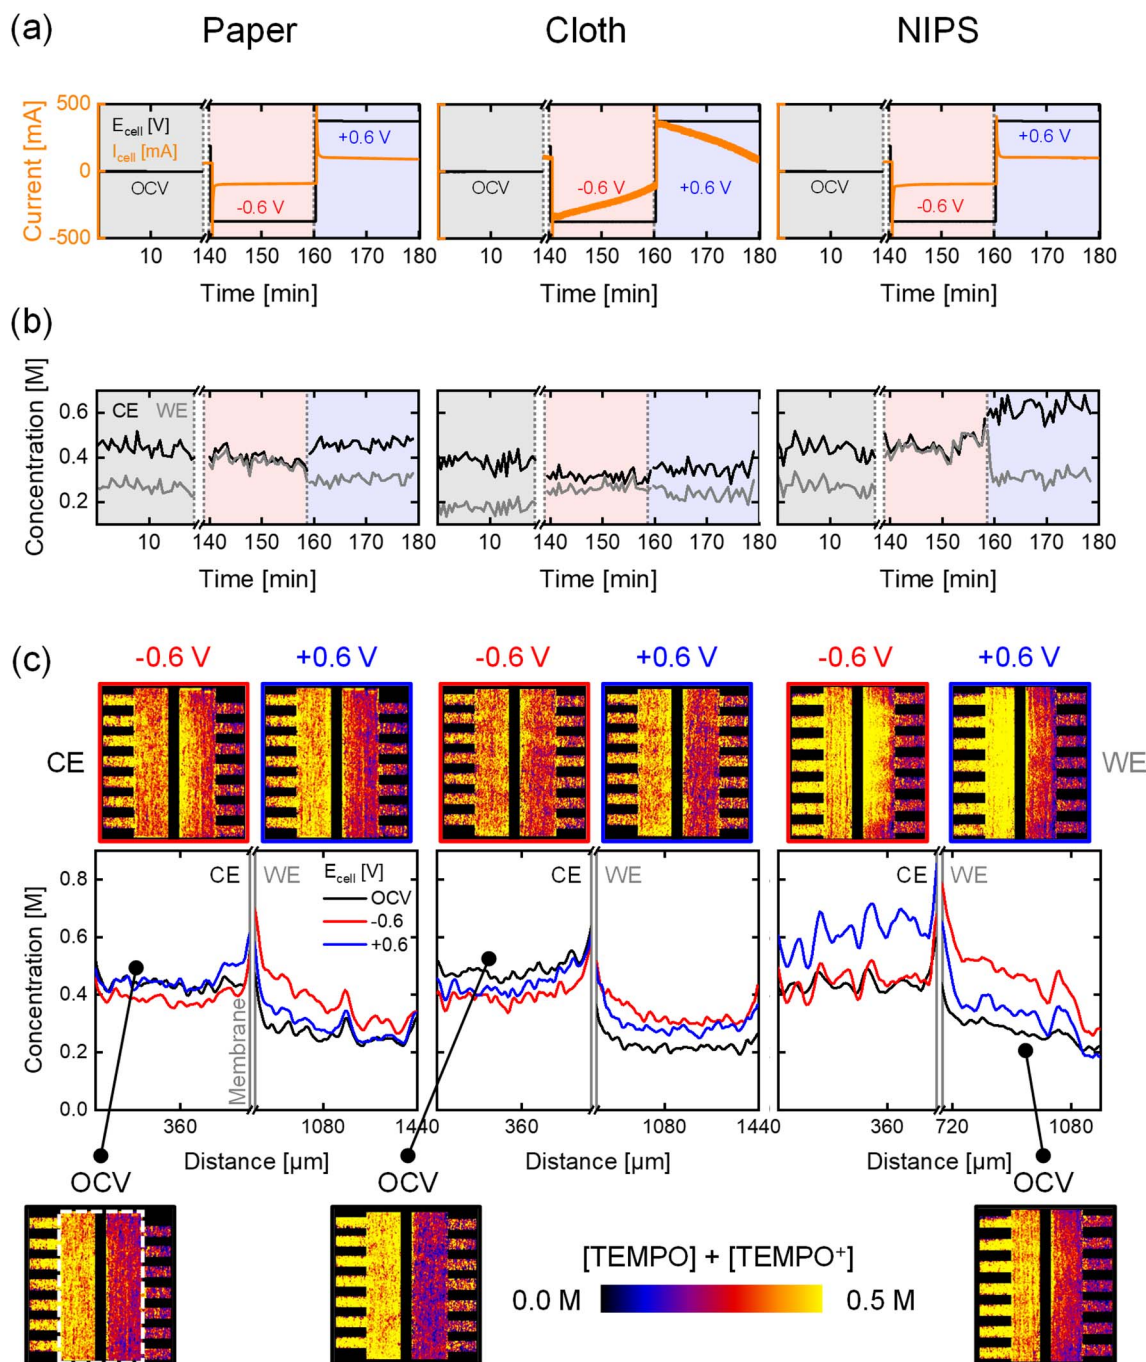 (a)
Paper Cloth NIPS
Current [mA]
500
0
-500
E_cell [V]
I_cell [mA]
OCV
-0.6 V
+0.6 V
10 140 150 160 170 180
Time [min]
OCV
-0.6 V
+0.6 V
10 140 150 160 170 180
Time [min]
OCV
-0.6 V
+0.6 V
10 140 150 160 170 180
Time [min]
(b)
Concentration [M]
0.6
0.4
0.2
CE WE
10 140 150 160 170 180
Time [min]
10 140 150 160 170 180
Time [min]
10 140 150 160 170 180
Time [min]
(c)
-0.6 V +0.6 V -0.6 V +0.6 V -0.6 V +0.6 V
CE WE
Concentration [M]
0.8
0.6
0.4
0.2
0.0
CE WE
E_cell [V]
OCV
-0.6
+0.6
Membrane
CE WE
CE WE
360 1080 1440
360 1080 1440
360 720 1080
Distance [µm] Distance [µm] Distance [µm]
OCV OCV OCV
[TEMPO] + [TEMPO⁺]
0.0 M 0.5 M